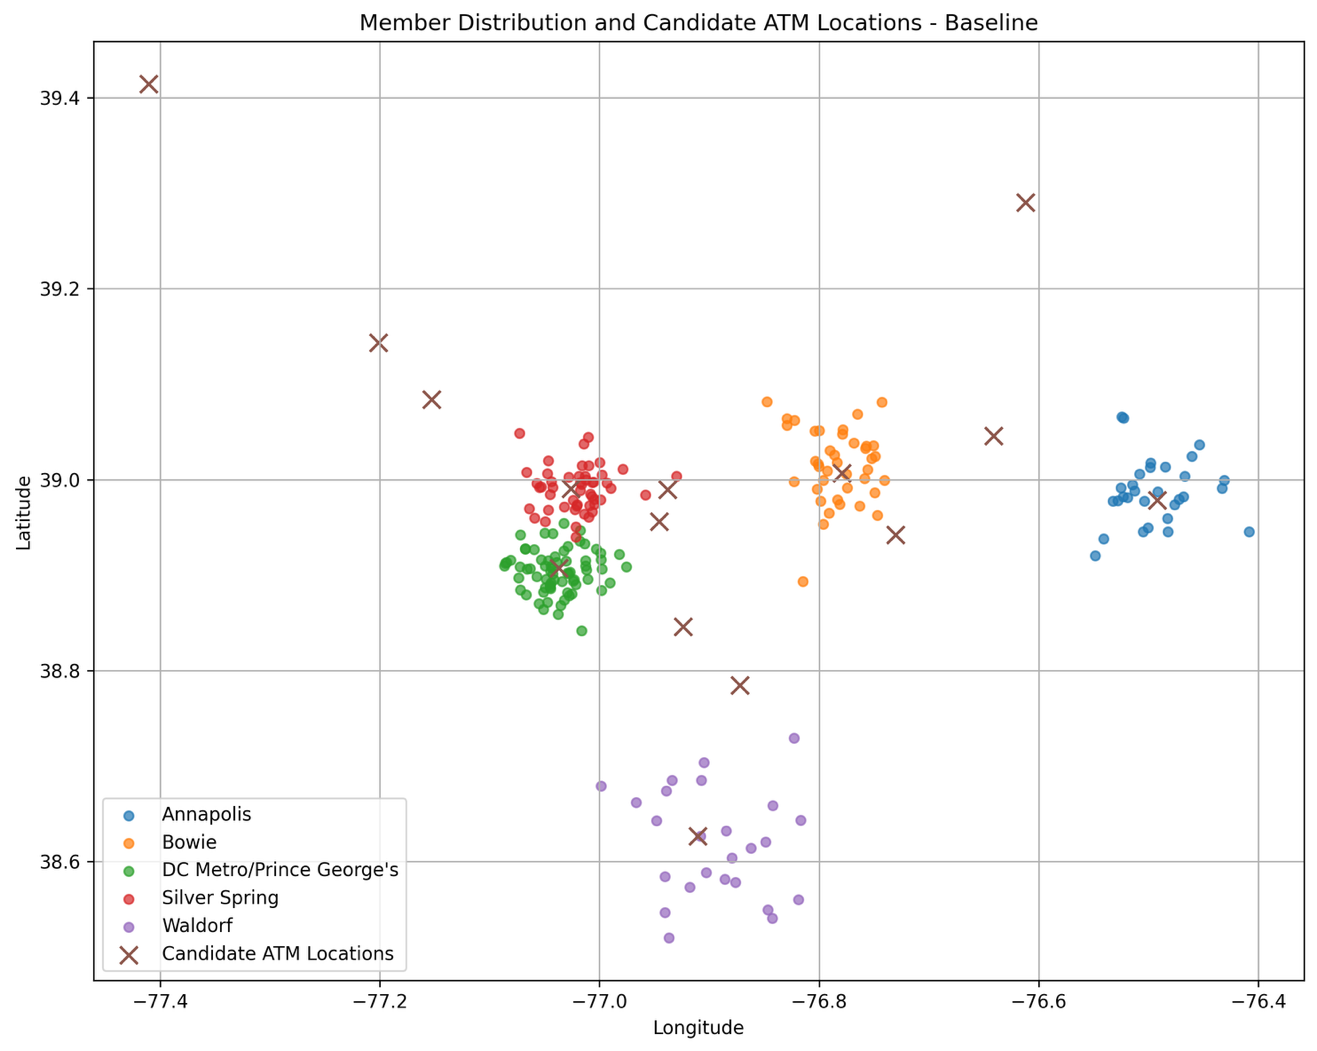 Member Distribution and Candidate ATM Locations - Baseline
39.4
39.2
39.0
38.8
38.6
Latitude
Annapolis
Bowie
DC Metro/Prince George's
Silver Spring
Waldorf
Candidate ATM Locations
−77.4 −77.2 −77.0 −76.8 −76.6 −76.4
Longitude